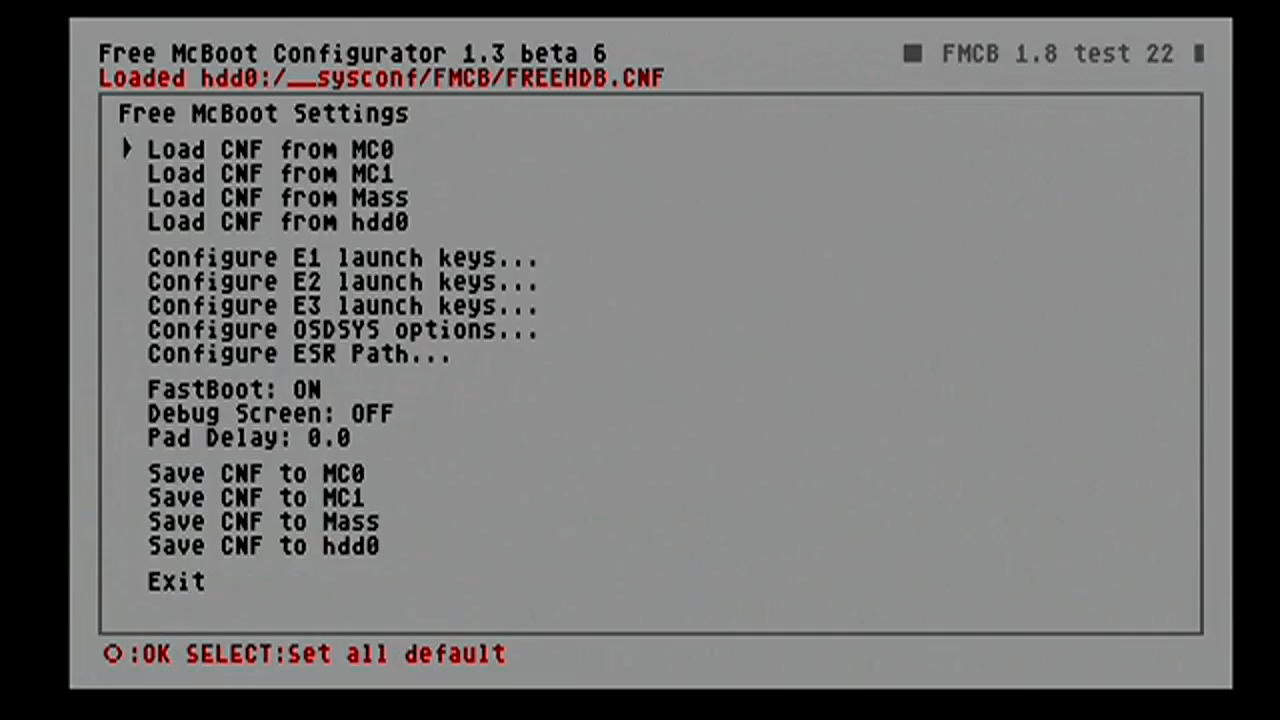 Free McBoot Configurator 1.3 beta 6
FMCB 1.8 test 22
Loaded hdd0:/__sysconf/FMCB/FREEHDB.CNF
Free McBoot Settings
Load CNF from MC0
Load CNF from MC1
Load CNF from Mass
Load CNF from hdd0
Configure E1 launch keys...
Configure E2 launch keys...
Configure E3 launch keys...
Configure OSDSYS options...
Configure ESR Path...
FastBoot: ON
Debug Screen: OFF
Pad Delay: 0.0
Save CNF to MC0
Save CNF to MC1
Save CNF to Mass
Save CNF to hdd0
Exit
O:OK SELECT:Set all default